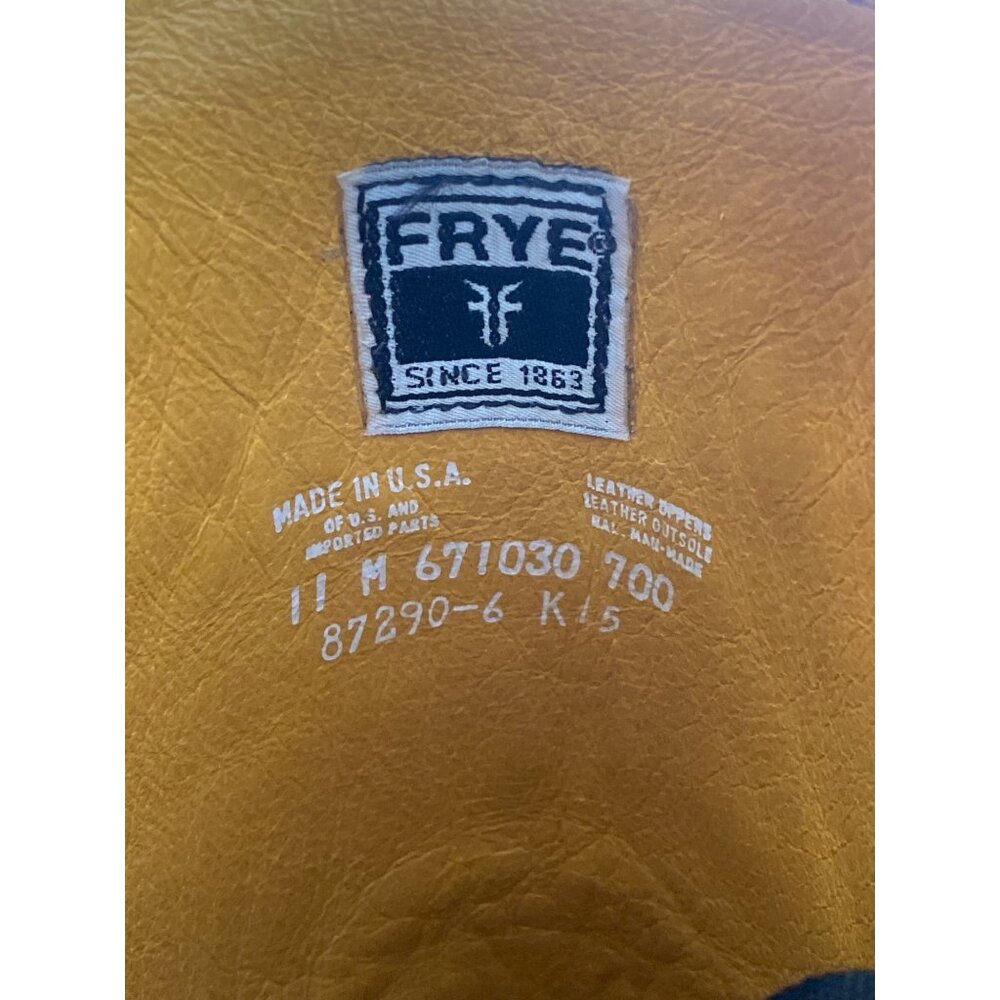 FRYE®
SINCE 1863
MADE IN U.S.A.
OF U.S. AND
IMPORTED PARTS
LEATHER UPPERS
LEATHER OUTSOLE
BAL. MAN-MADE
11 M 671030 700
87290-6 K15